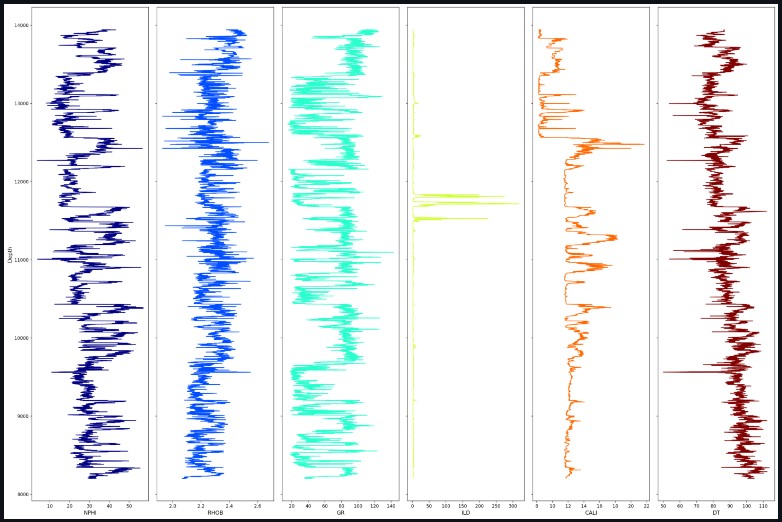 14000
13000
12000
11000
10000
9000
8000
Depth
10 20 30 40 50
NPHI
2.0 2.2 2.4 2.6
RHOB
20 40 60 80 100 120 140
GR
0 50 100 150 200 250 300
ILD
8 10 12 14 16 18 20 22
CALI
50 60 70 80 90 100 110
DT